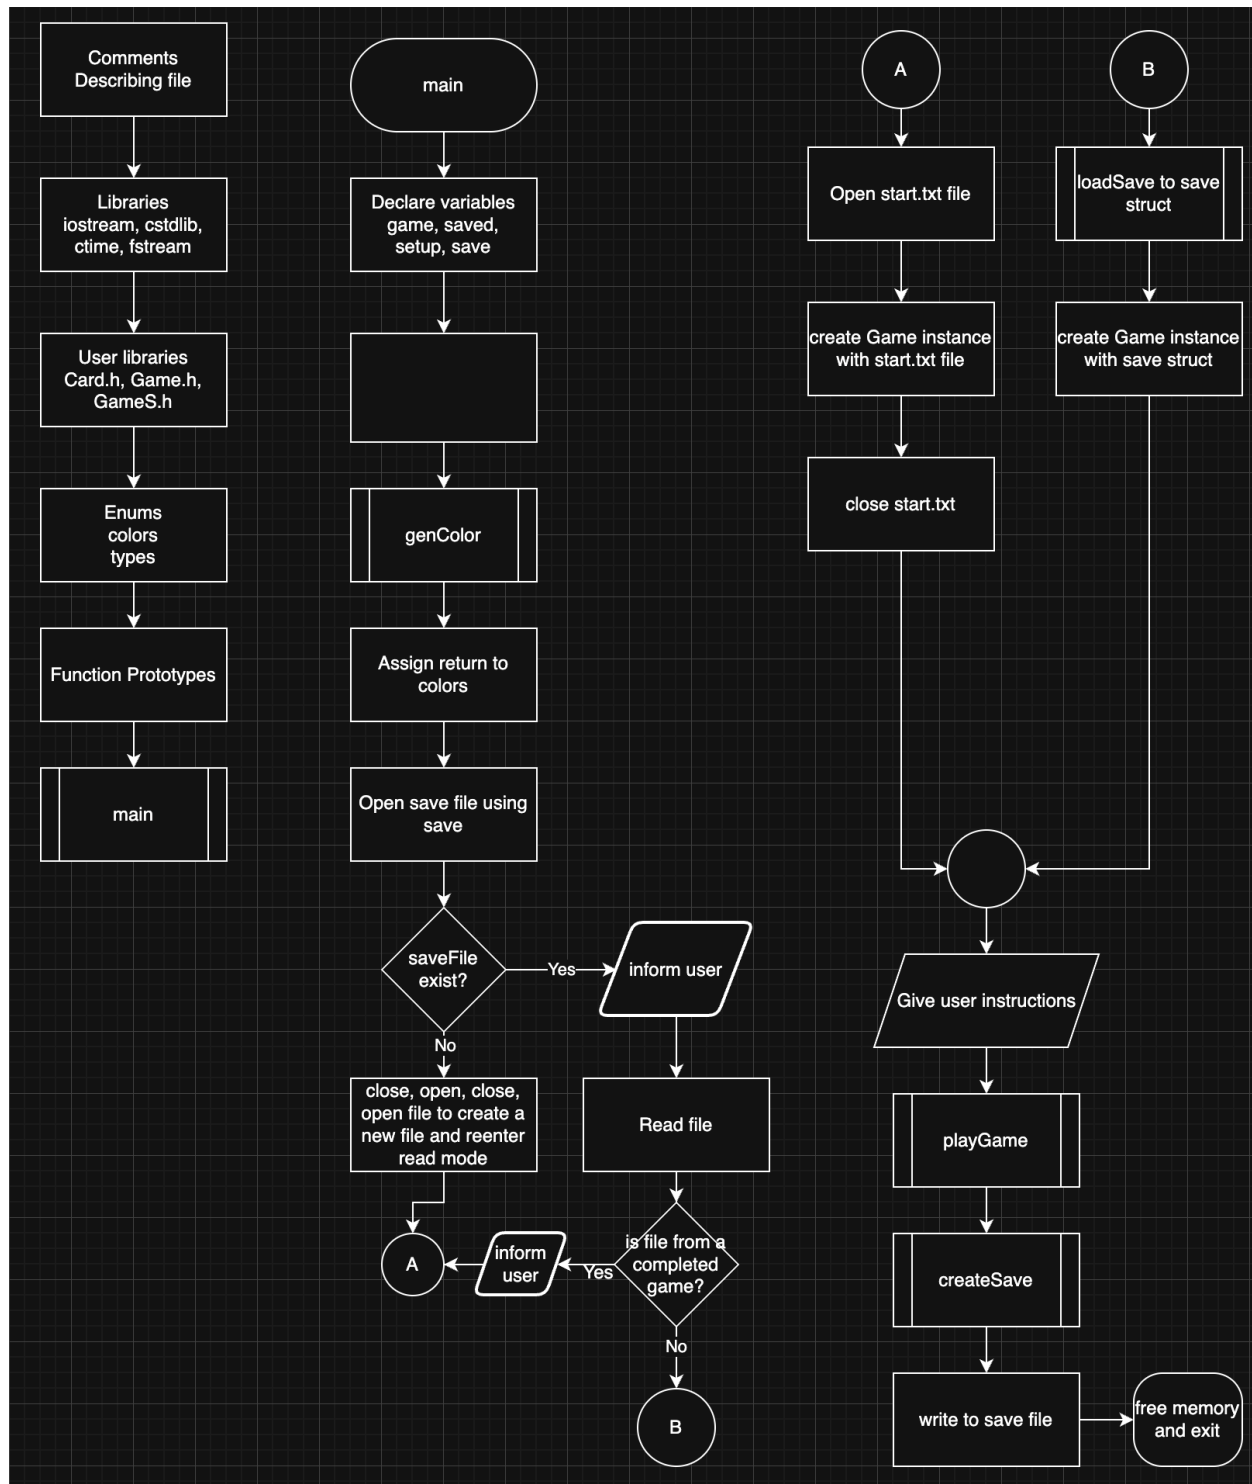 Comments
Describing file
Libraries
iostream, cstdlib,
ctime, fstream
User libraries
Card.h, Game.h,
GameS.h
Enums
colors
types
Function Prototypes
main
main
Declare variables
game, saved,
setup, save
genColor
Assign return to
colors
Open save file using
save
saveFile
exist?
Yes
inform user
No
close, open, close,
open file to create a
new file and reenter
read mode
Read file
is file from a
completed
game?
Yes
inform
user
A
No
B
A
Open start.txt file
create Game instance
with start.txt file
close start.txt
B
loadSave to save
struct
create Game instance
with save struct
Give user instructions
playGame
createSave
write to save file
free memory
and exit